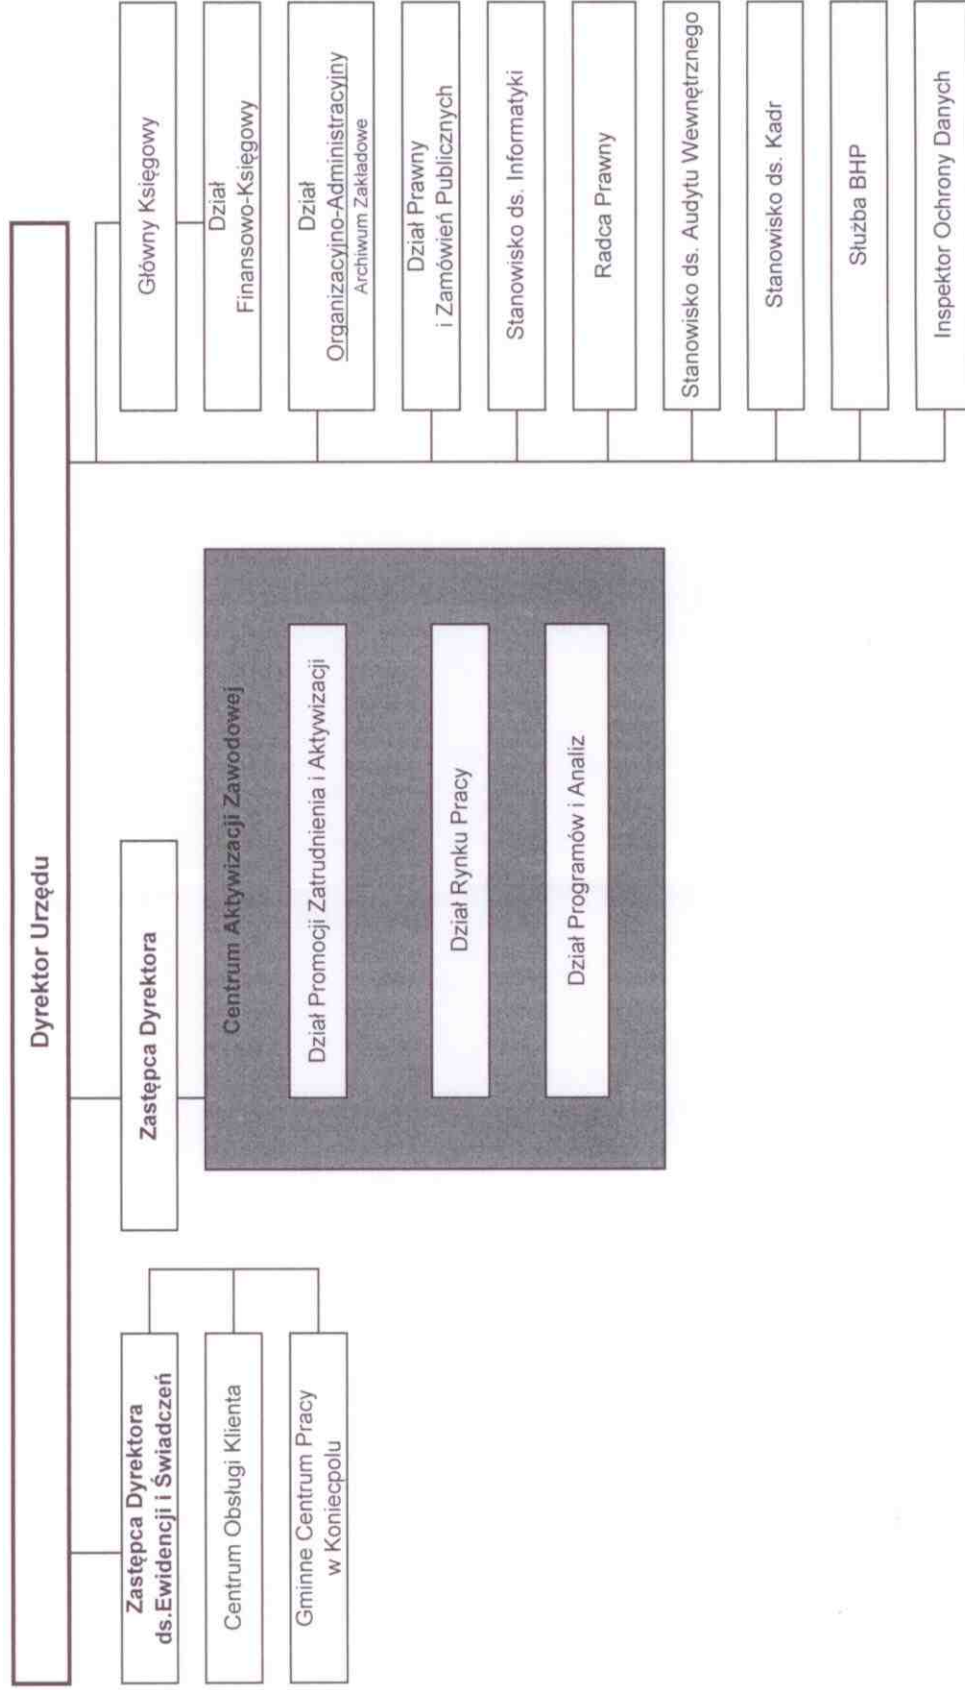 Dyrektor Urzędu
Zastępca Dyrektora
ds.Ewidencji i Świadczeń
Centrum Obsługi Klienta
Gminne Centrum Pracy
w Koniecpolu
Zastępca Dyrektora
Centrum Aktywizacji Zawodowej
Dział Promocji Zatrudnienia i Aktywizacji
Dział Rynku Pracy
Dział Programów i Analiz
Główny Księgowy
Dział
Finansowo-Księgowy
Dział
Organizacyjno-Administracyjny
Archiwum Zakładowe
Dział Prawny
i Zamówień Publicznych
Stanowisko ds. Informatyki
Radca Prawny
Stanowisko ds. Audytu Wewnętrznego
Stanowisko ds. Kadr
Służba BHP
Inspektor Ochrony Danych